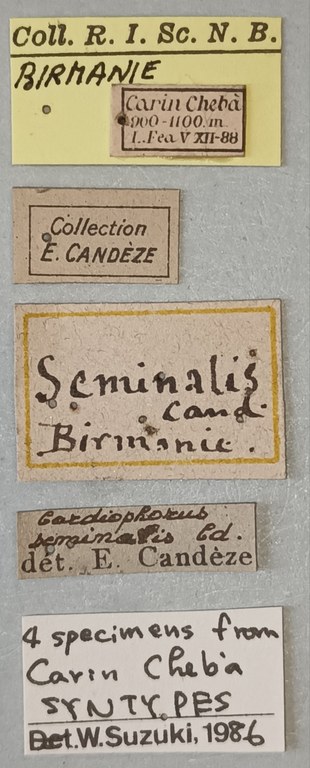 Coll. R. I. Sc. N. B.
BIRMANIE
Carin Chebà
900-1100 m
L. Fea V XII-88
Collection
E. CANDÈZE
Seminalis
Cand.
Birmanie.
Cardiophorus
seminalis Cd.
dét. E. Candèze
4 specimens from
Carin Cheba
SYNTYPES
Det. W. Suzuki, 1986